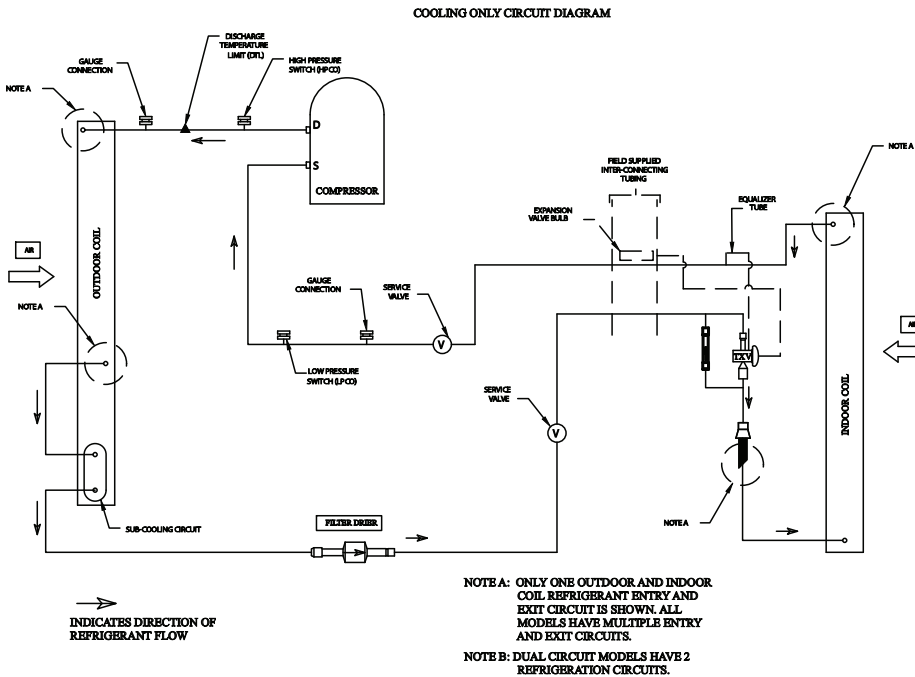 COOLING ONLY CIRCUIT DIAGRAM
DISCHARGE
TEMPERATURE
LIMIT (DTL)
GAUGE
CONNECTION
HIGH PRESSURE
SWITCH (HPCO)
NOTE A
D
S
COMPRESSOR
FIELD SUPPLIED
INTER-CONNECTING
TUBING
NOTE A
EQUALIZER
TUBE
EXPANSION
VALVE BULB
AIR
OUTDOOR COIL
NOTE A
GAUGE
CONNECTION
SERVICE
VALVE
V
LOW PRESSURE
SWITCH (LPCO)
TXV
SERVICE
VALVE
V
INDOOR COIL
SUB-COOLING CIRCUIT
FILTER DRIER
NOTE A
INDICATES DIRECTION OF
REFRIGERANT FLOW
NOTE A: ONLY ONE OUTDOOR AND INDOOR
COIL REFRIGERANT ENTRY AND
EXIT CIRCUIT IS SHOWN. ALL
MODELS HAVE MULTIPLE ENTRY
AND EXIT CIRCUITS.
NOTE B: DUAL CIRCUIT MODELS HAVE 2
REFRIGERATION CIRCUITS.